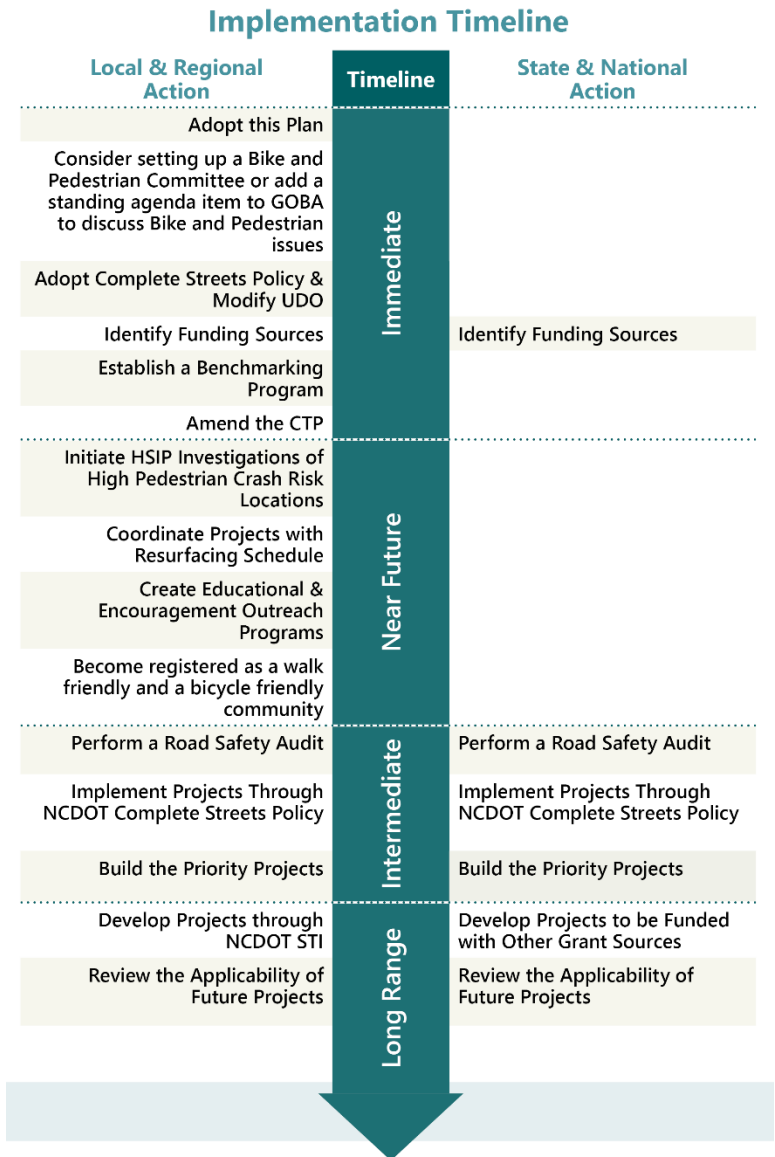 Implementation Timeline
Local & Regional
Action
Timeline
State & National
Action
Immediate
Adopt this Plan
Consider setting up a Bike and
Pedestrian Committee or add a
standing agenda item to GOBA
to discuss Bike and Pedestrian
issues
Adopt Complete Streets Policy &
Modify UDO
Identify Funding Sources
Identify Funding Sources
Establish a Benchmarking
Program
Amend the CTP
Near Future
Initiate HSIP Investigations of
High Pedestrian Crash Risk
Locations
Coordinate Projects with
Resurfacing Schedule
Create Educational &
Encouragement Outreach
Programs
Become registered as a walk
friendly and a bicycle friendly
community
Intermediate
Perform a Road Safety Audit
Perform a Road Safety Audit
Implement Projects Through
NCDOT Complete Streets Policy
Implement Projects Through
NCDOT Complete Streets Policy
Build the Priority Projects
Build the Priority Projects
Long Range
Develop Projects through
NCDOT STI
Develop Projects to be Funded
with Other Grant Sources
Review the Applicability of
Future Projects
Review the Applicability of
Future Projects